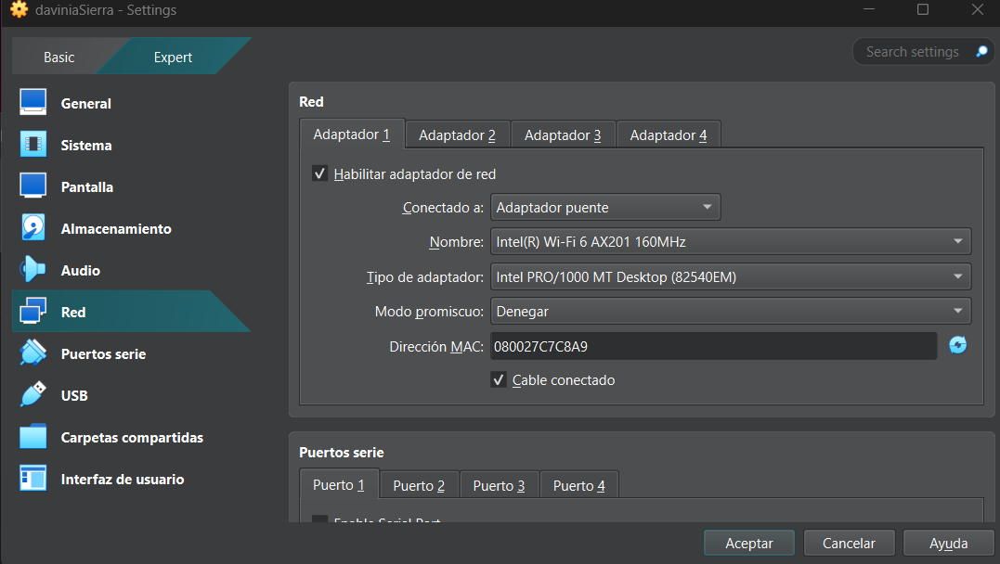 daviniaSierra - Settings
Basic
Expert
Search settings
General
Sistema
Pantalla
Almacenamiento
Audio
Red
Puertos serie
USB
Carpetas compartidas
Interfaz de usuario
Red
Adaptador 1
Adaptador 2
Adaptador 3
Adaptador 4
Habilitar adaptador de red
Conectado a: Adaptador puente
Nombre: Intel(R) Wi-Fi 6 AX201 160MHz
Tipo de adaptador: Intel PRO/1000 MT Desktop (82540EM)
Modo promiscuo: Denegar
Dirección MAC: 080027C7C8A9
Cable conectado
Puertos serie
Puerto 1
Puerto 2
Puerto 3
Puerto 4
Enable Serial Port
Aceptar
Cancelar
Ayuda